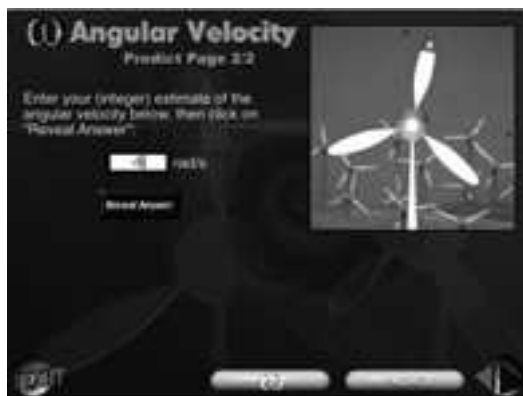 (1) Angular Velocity
Predict Page 2/2
Enter your (integer) estimate of the
angular velocity below, then click on
"Reveal Answer":
rad/s
Reveal Answer